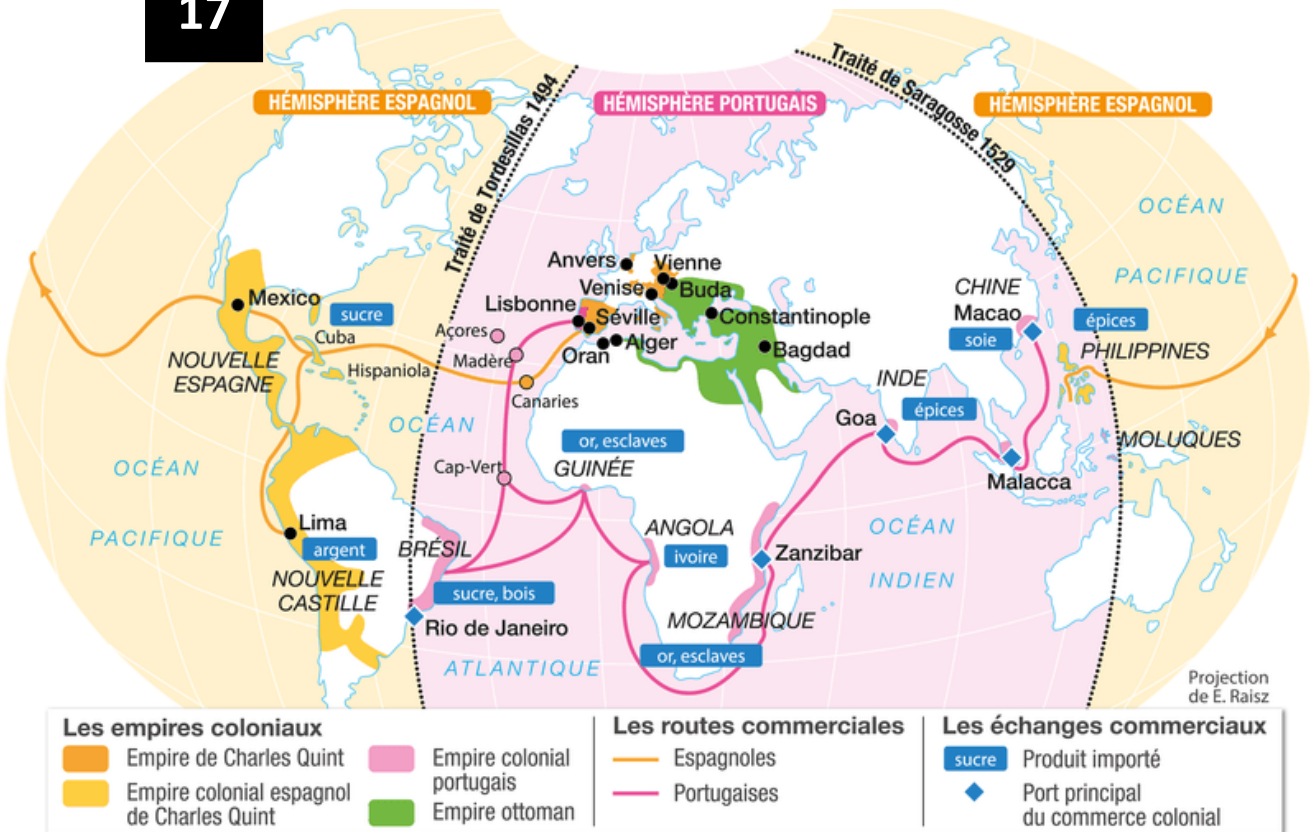 17
HÉMISPHÈRE ESPAGNOL
Traité de Tordesillas 1494
HÉMISPHÈRE PORTUGAIS
Traité de Saragosse 1529
HÉMISPHÈRE ESPAGNOL
OCÉAN
PACIFIQUE
Anvers
Vienne
Venise
Buda
Lisbonne
Séville
Constantinople
Oran
Alger
Bagdad
Açores
Madère
Canaries
Mexico
sucre
Cuba
Hispaniola
NOUVELLE
ESPAGNE
CHINE
Macao
soie
épices
PHILIPPINES
INDE
épices
Goa
MOLUQUES
Malacca
OCÉAN
ATLANTIQUE
or, esclaves
GUINÉE
Cap-Vert
OCÉAN
PACIFIQUE
Lima
argent
NOUVELLE
CASTILLE
BRÉSIL
sucre, bois
Rio de Janeiro
ANGOLA
ivoire
Zanzibar
MOZAMBIQUE
or, esclaves
OCÉAN
INDIEN
Projection
de E. Raisz
Les empires coloniaux
Empire de Charles Quint
Empire colonial espagnol
de Charles Quint
Empire colonial
portugais
Empire ottoman
Les routes commerciales
Espagnoles
Portugaises
Les échanges commerciaux
sucre
Produit importé
Port principal
du commerce colonial